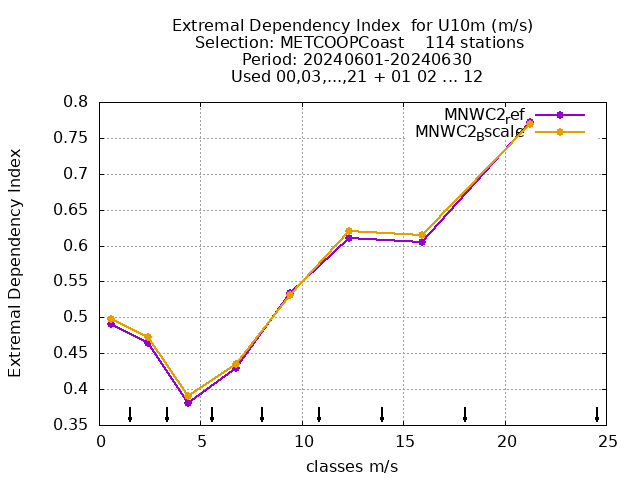 Extremal Dependency Index  for U10m (m/s)
Selection: METCOOPCoast    114 stations
Period: 20240601-20240630
Used 00,03,...,21 + 01 02 ... 12
MNWC2ref
MNWC2Bscale
Extremal Dependency Index
0.8
0.75
0.7
0.65
0.6
0.55
0.5
0.45
0.4
0.35
0 5 10 15 20 25
classes m/s